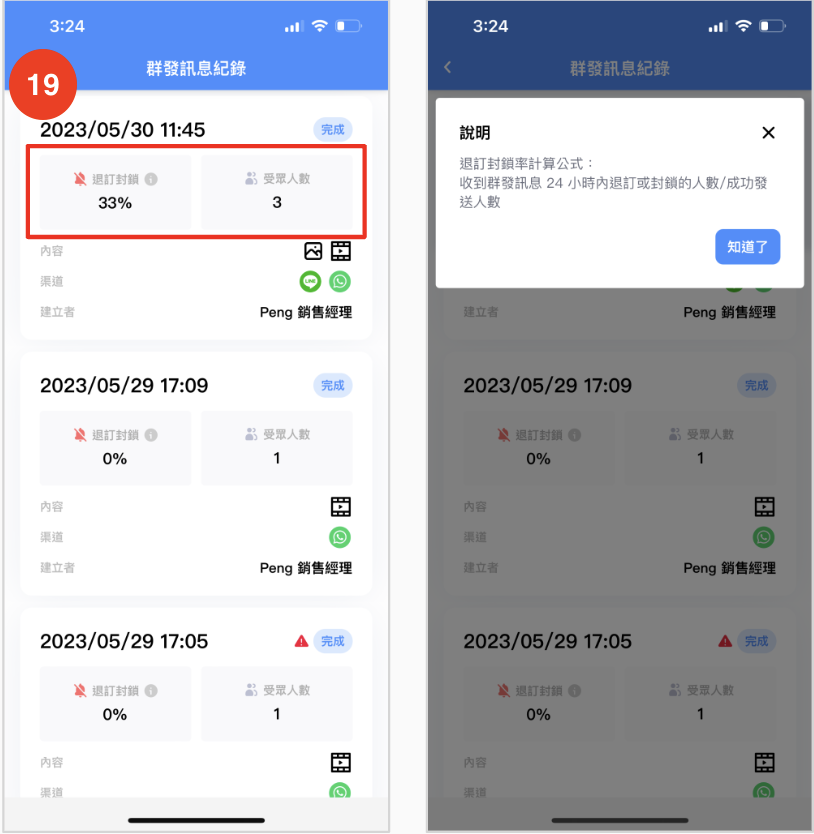 3:24
群發訊息紀錄
19
2023/05/30 11:45
完成
退訂封鎖
受眾人數
33%
3
內容
渠道
LINE
建立者
Peng 銷售經理
2023/05/29 17:09
完成
退訂封鎖
受眾人數
0%
1
內容
渠道
建立者
Peng 銷售經理
2023/05/29 17:05
完成
退訂封鎖
受眾人數
0%
1
內容
渠道
3:24
群發訊息紀錄
說明
退訂封鎖率計算公式：
收到群發訊息 24 小時內退訂或封鎖的人數/成功發
送人數
知道了
建立者
Peng 銷售經理
2023/05/29 17:09
完成
退訂封鎖
受眾人數
0%
1
內容
渠道
建立者
Peng 銷售經理
2023/05/29 17:05
完成
退訂封鎖
受眾人數
0%
1
內容
渠道